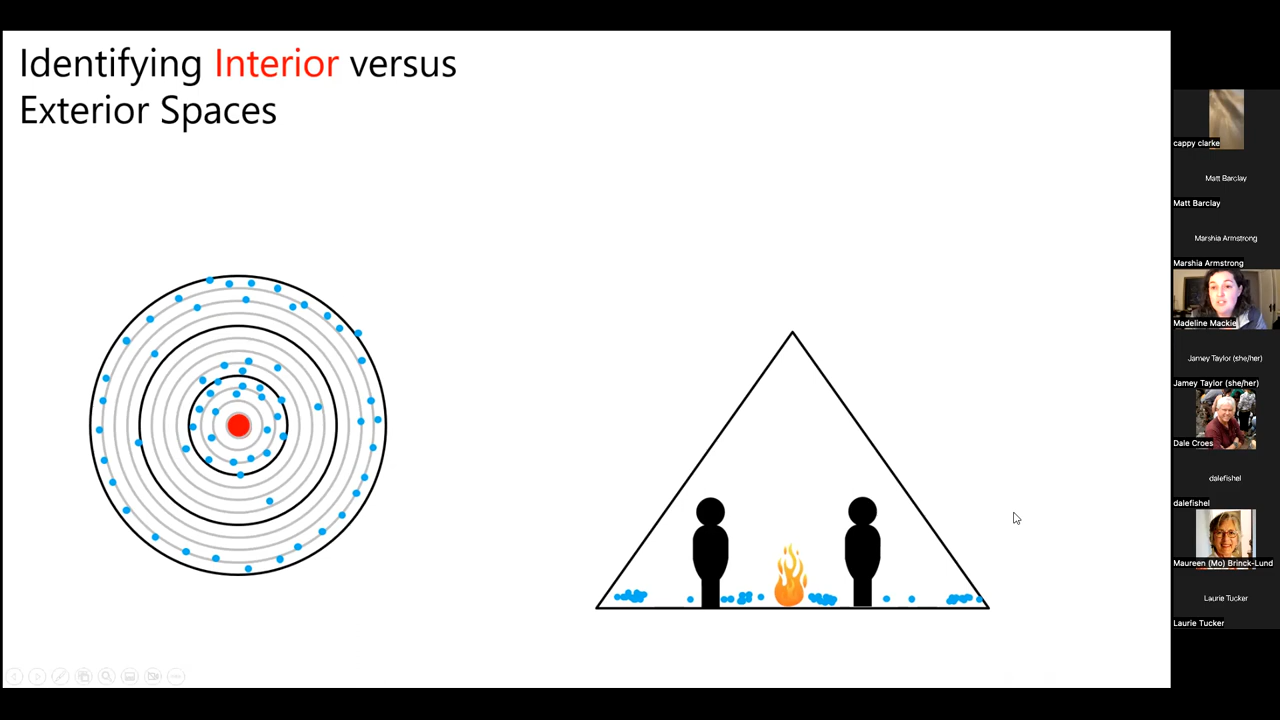 Identifying Interior versus
Exterior Spaces
cappy clarke
Matt Barclay
Matt Barclay
Marshia Armstrong
Marshia Armstrong
Madeline Mackie
Jamey Taylor (she/her)
Jamey Taylor (she/her)
Dale Croes
dalefishel
dalefishel
Maureen (Mo) Brinck-Lund
Laurie Tucker
Laurie Tucker